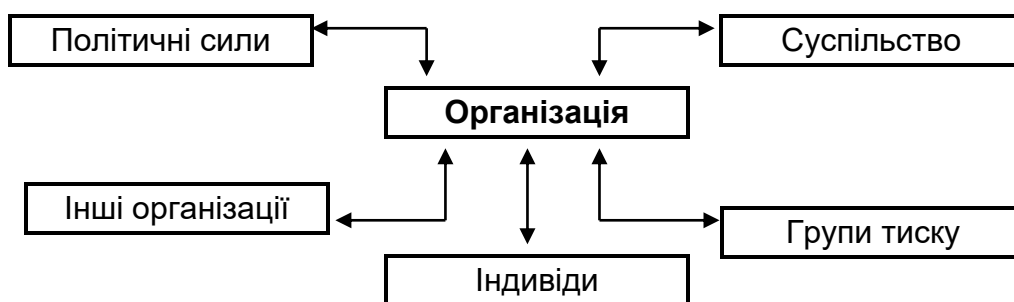 Політичні сили
Суспільство
Організація
Інші організації
Групи тиску
Індивіди